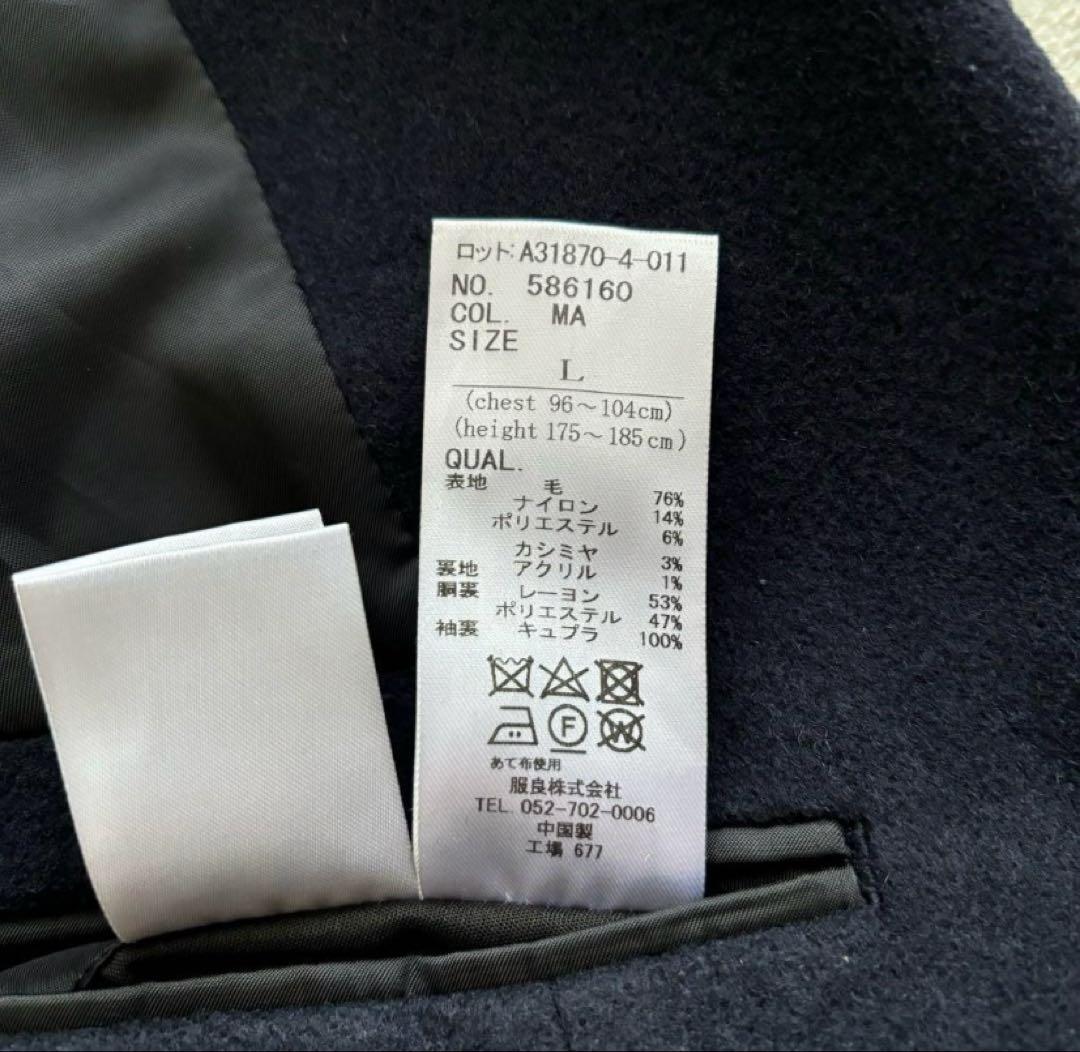 ロット:A31870-4-011
NO. 586160
COL. MA
SIZE
L
(chest 96～104cm)
(height 175～185cm)
QUAL.
表地 毛 76%
ナイロン 14%
ポリエステル 6%
カシミヤ 3%
アクリル 1%
裏地
胴裏 レーヨン 53%
ポリエステル 47%
袖裏 キュプラ 100%
F
W
あて布使用
服良株式会社
TEL. 052-702-0006
中国製
工場 677